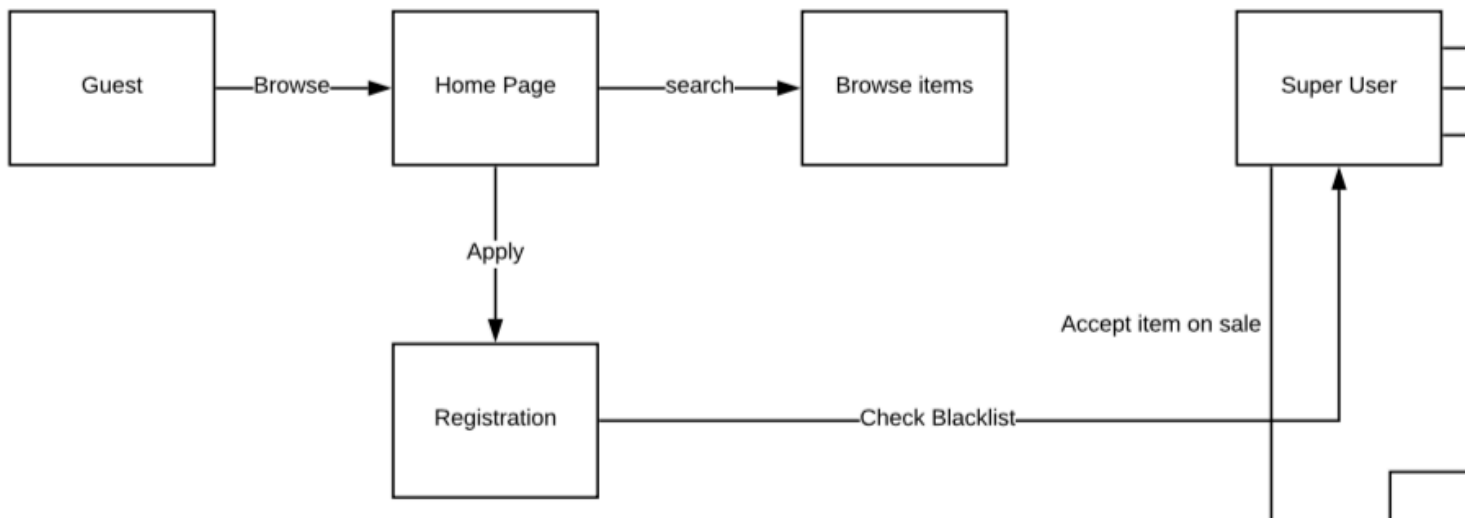 Guest
Browse
Home Page
search
Browse items
Super User
Apply
Accept item on sale
Registration
Check Blacklist